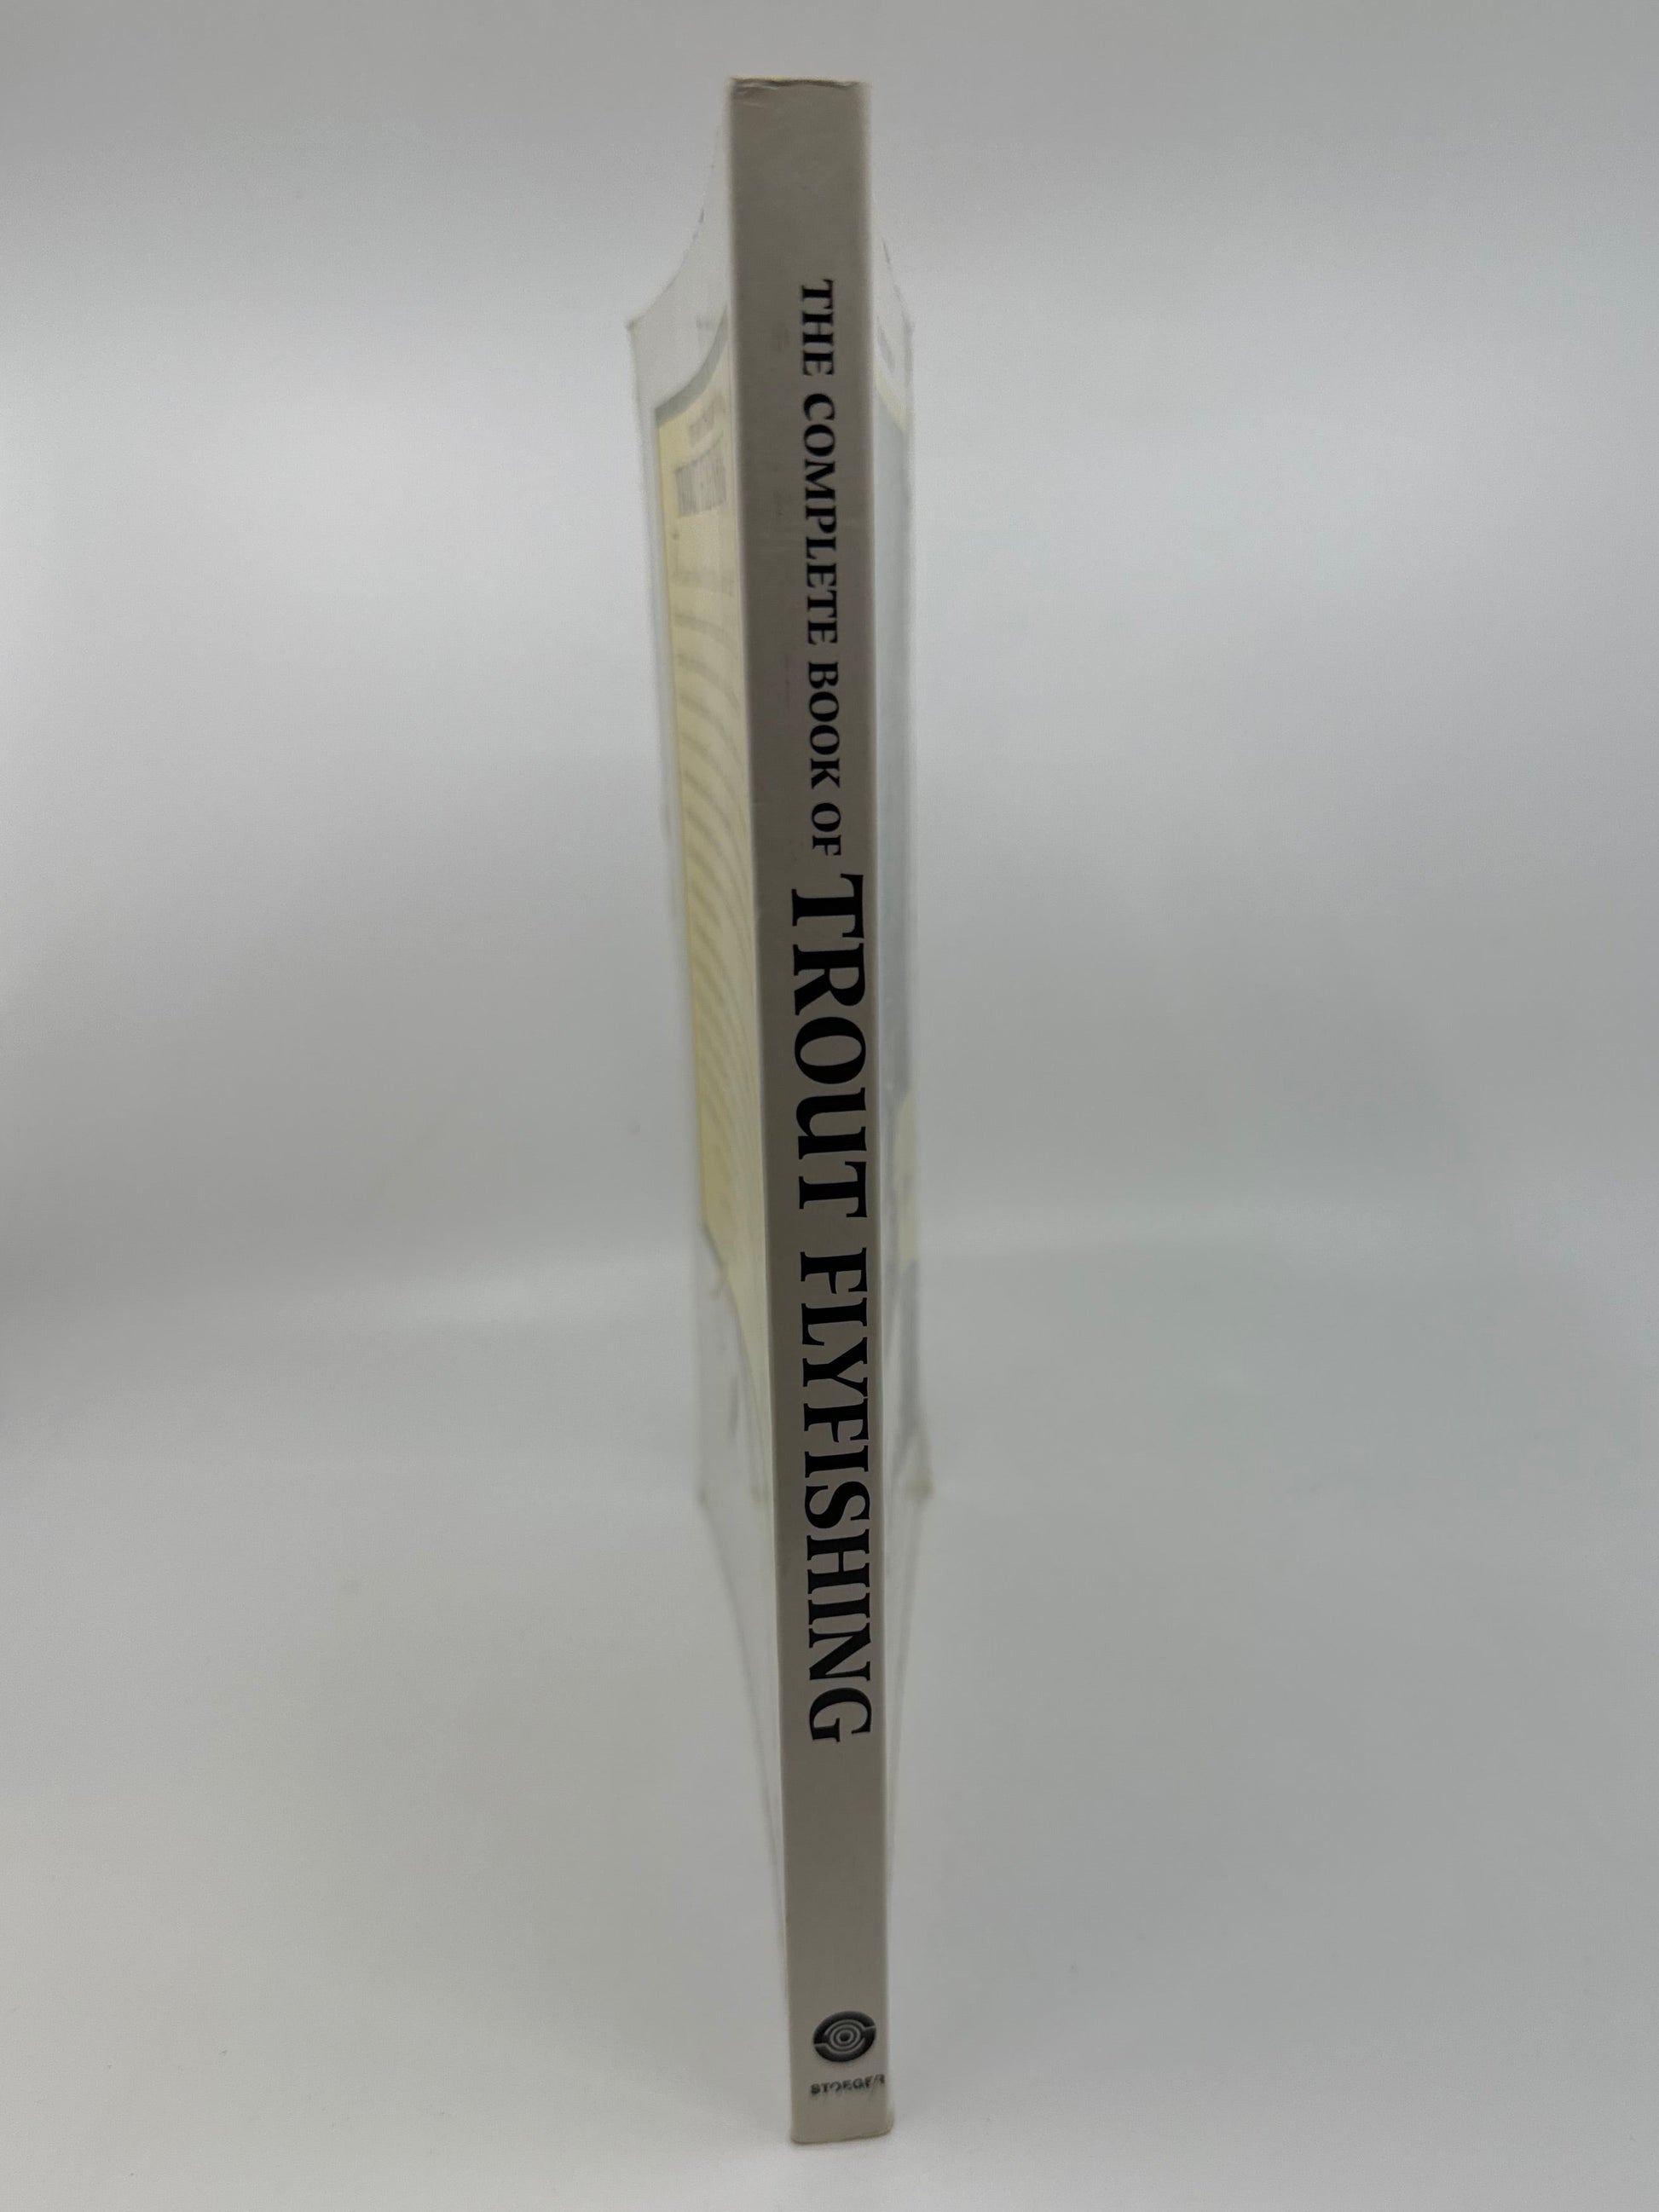 THE COMPLETE BOOK OF TROUT FLYFISHING
STOEGER